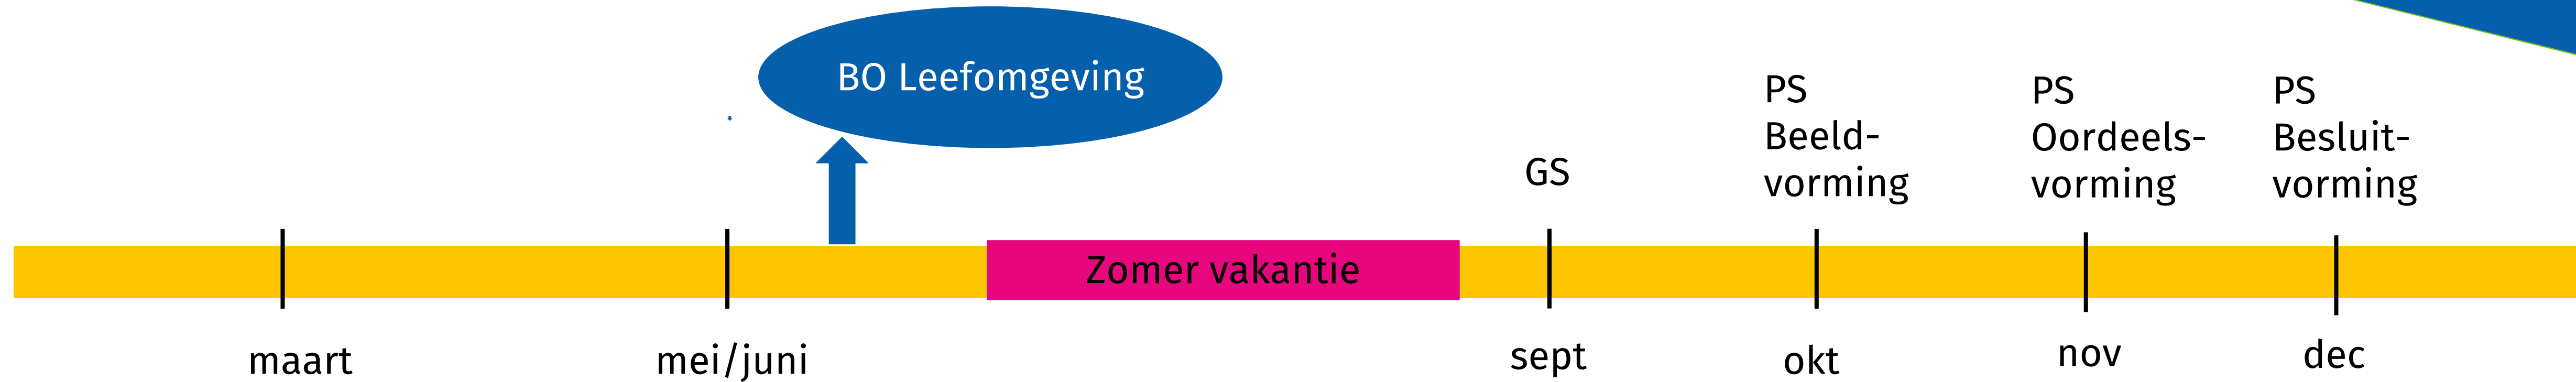 BO Leefomgeving
GS
PS
Beeld-
vorming
PS
Oordeels-
vorming
PS
Besluit-
vorming
Zomer vakantie
maart
mei/juni
sept
okt
nov
dec